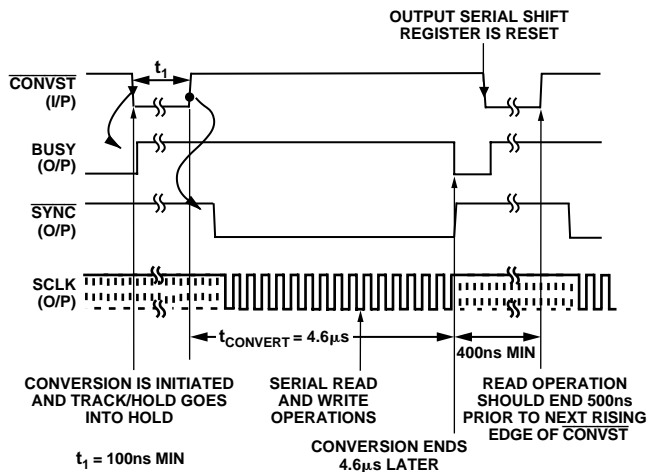 OUTPUT SERIAL SHIFT
REGISTER IS RESET
t1
CONVST
(I/P)
BUSY
(O/P)
SYNC
(O/P)
SCLK
(O/P)
tCONVERT = 4.6µs
400ns MIN
CONVERSION IS INITIATED
AND TRACK/HOLD GOES
INTO HOLD
SERIAL READ
AND WRITE
OPERATIONS
READ OPERATION
SHOULD END 500ns
PRIOR TO NEXT RISING
EDGE OF CONVST
t1 = 100ns MIN
CONVERSION ENDS
4.6µs LATER